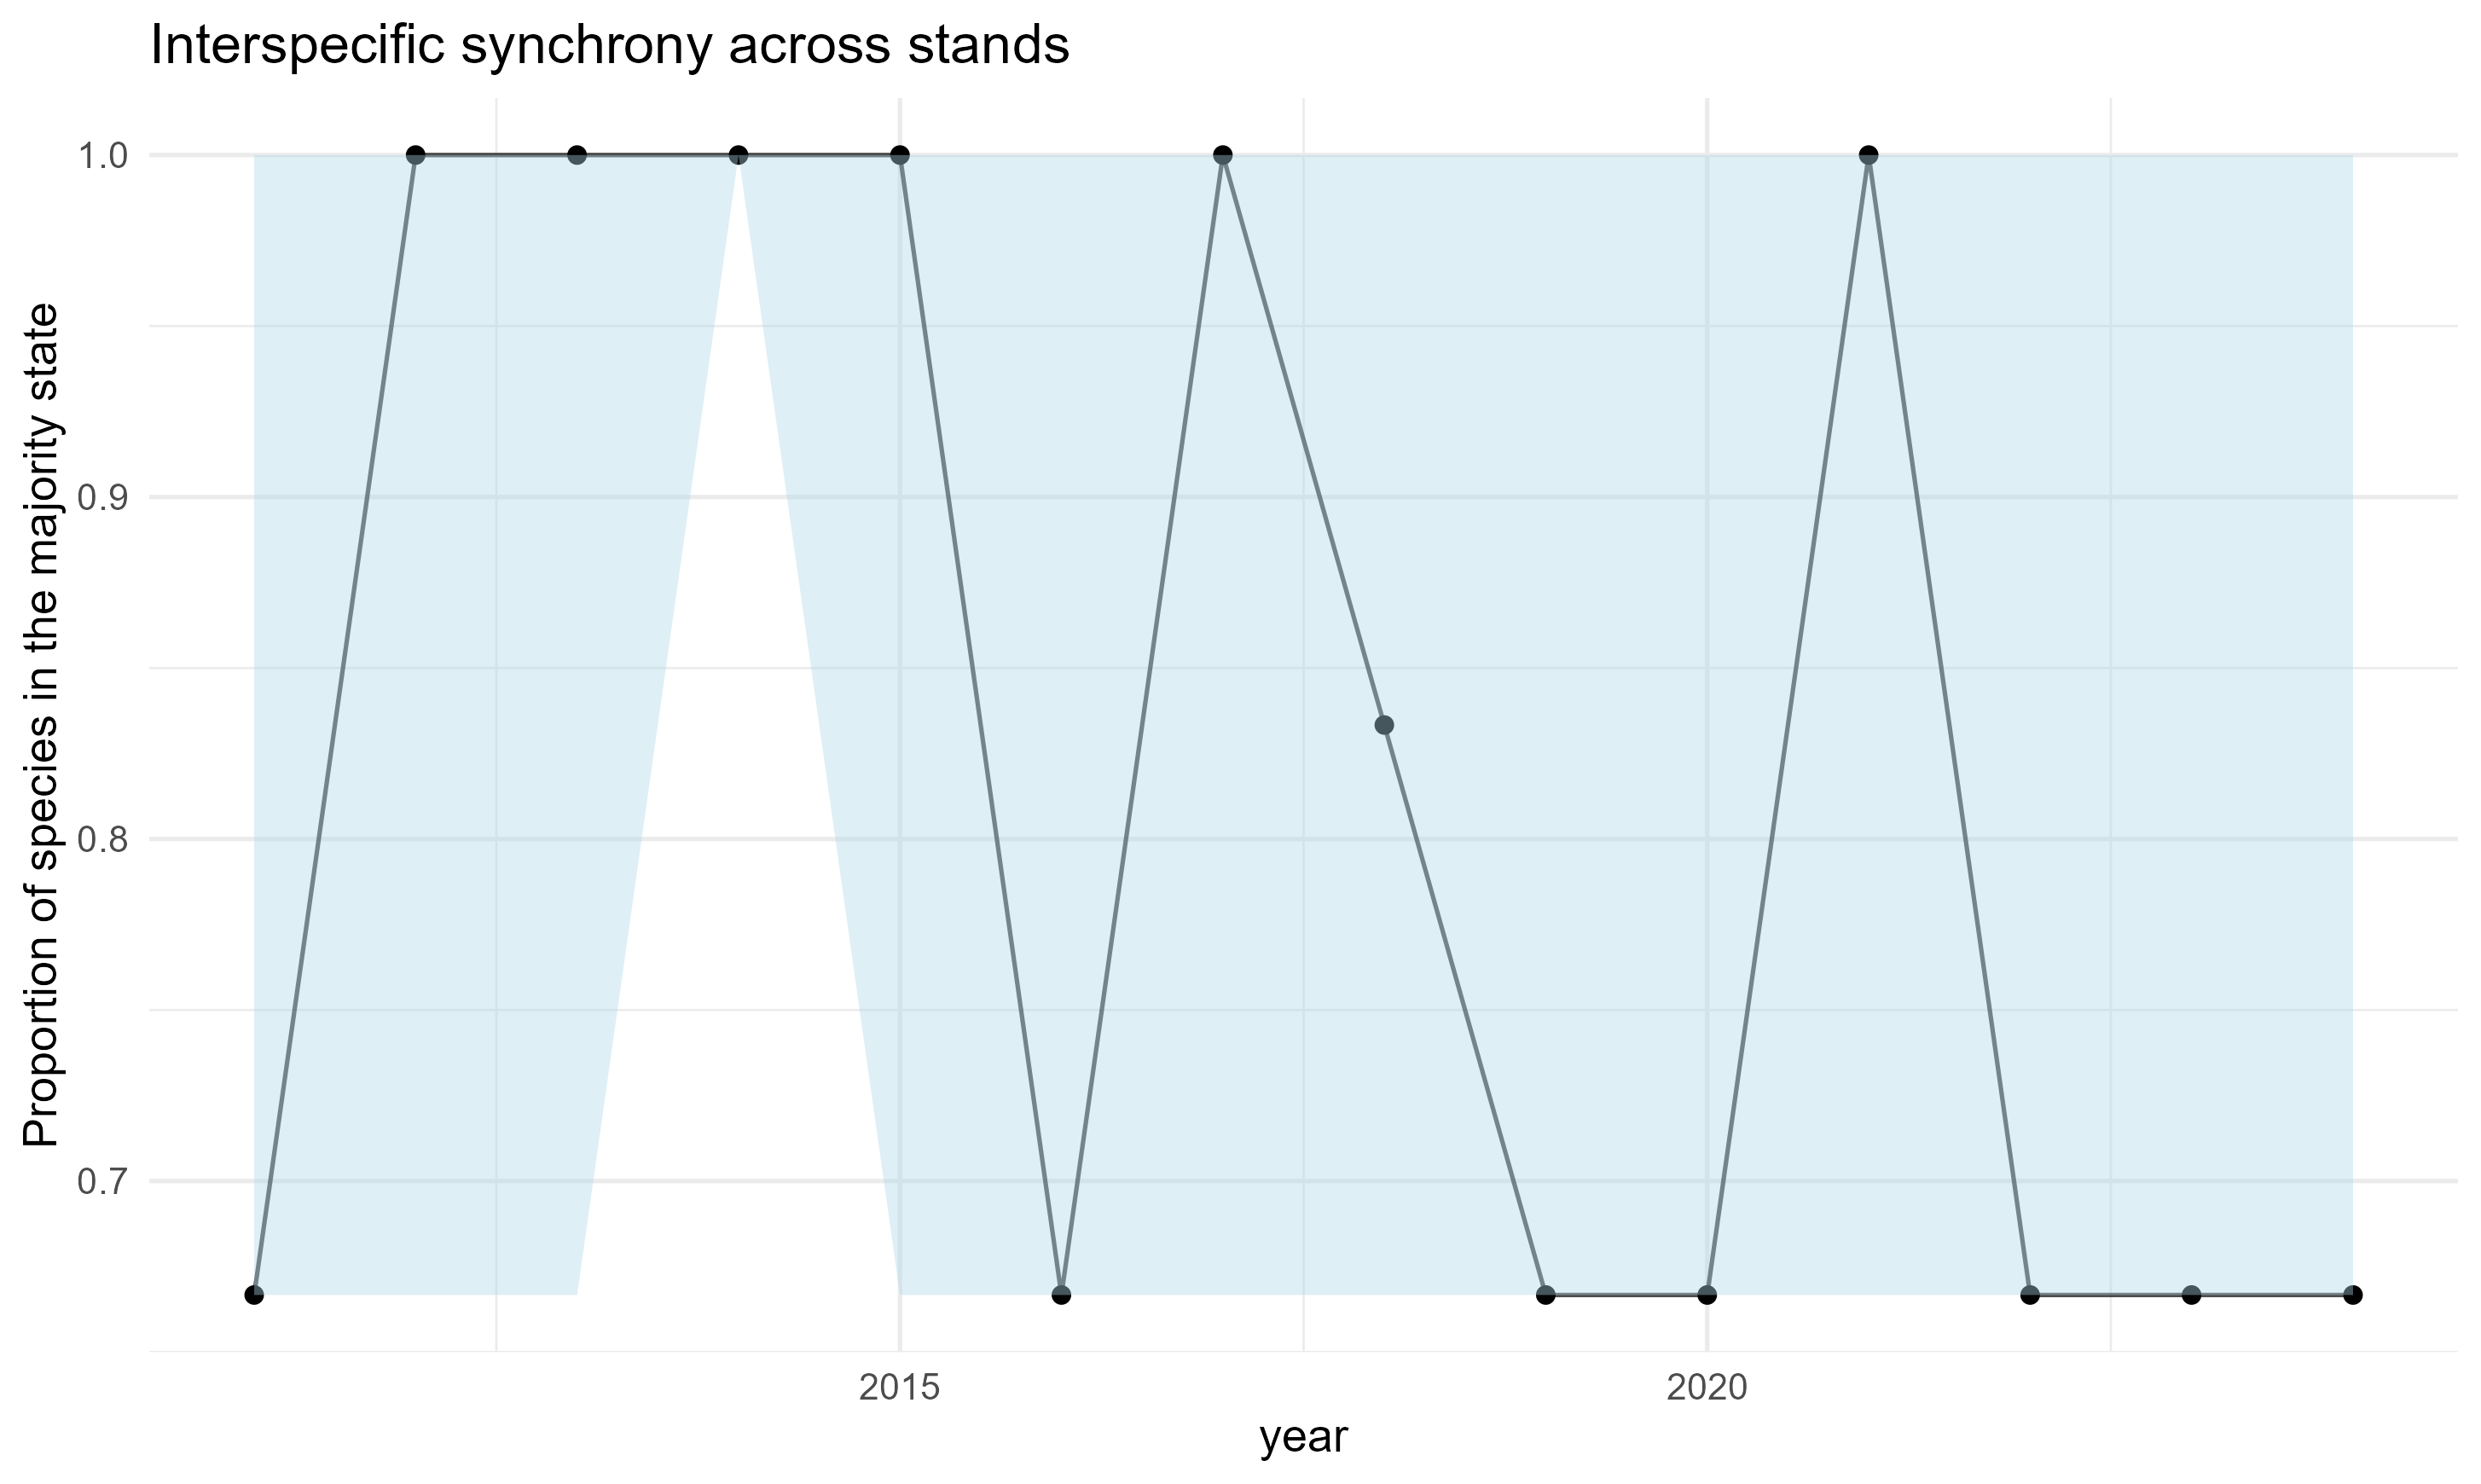 Interspecific synchrony across stands
Proportion of species in the majority state
1.0
0.9
0.8
0.7
2015
2020
year